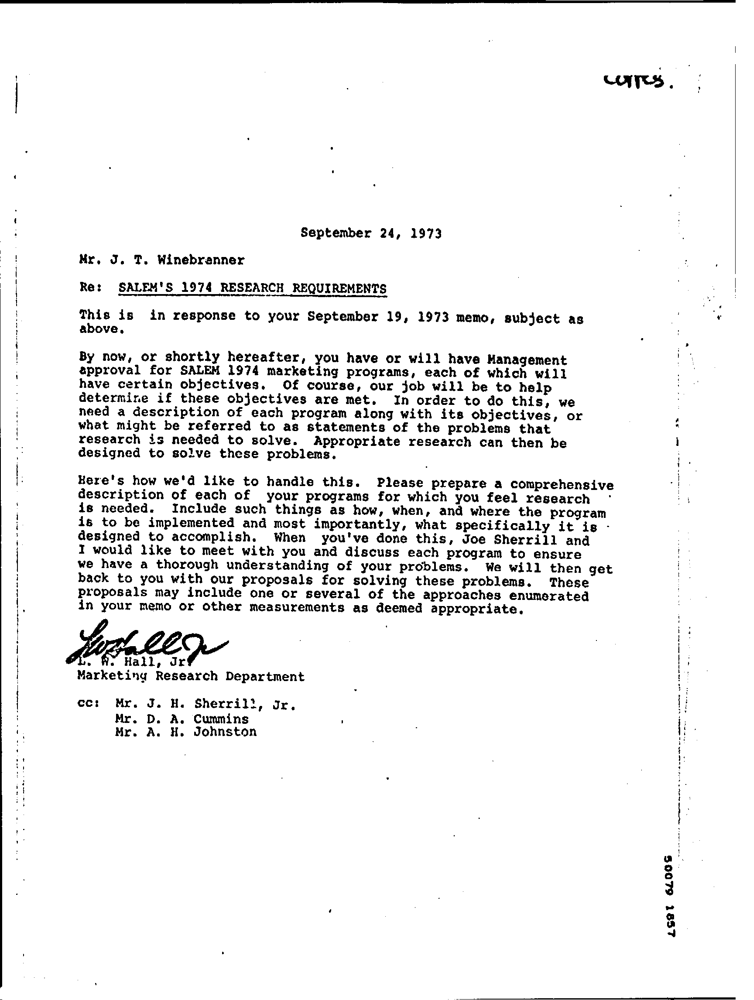 corres.
September 24, 1973
Mr. J. T. Winebranner
Re: SALEM'S 1974 RESEARCH REQUIREMENTS
This is in response to your September 19, 1973 memo, subject as
above.
By now, or shortly hereafter, you have or will have Management
approval for SALEM 1974 marketing programs, each of which will
have certain objectives. Of course, our job will be to help
determine if these objectives are met. In order to do this, we
need a description of each program along with its objectives, or
what might be referred to as statements of the problems that
research is needed to solve. Appropriate research can then be
designed to solve these problems.
Here's how we'd like to handle this. Please prepare a comprehensive
description of each of your programs for which you feel research
is needed. Include such things as how, when, and where the program
is to be implemented and most importantly, what specifically it is
designed to accomplish. When you've done this, Joe Sherrill and
I would like to meet with you and discuss each program to ensure
we have a thorough understanding of your problems. We will then get
back to you with our proposals for solving these problems. These
proposals may include one or several of the approaches enumerated
in your memo or other measurements as deemed appropriate.
LWHall Jr
L. W. Hall, Jr
Marketing Research Department
cc: Mr. J. H. Sherrill, Jr.
Mr. D. A. Cummins
Mr. A. H. Johnston
50079 1857